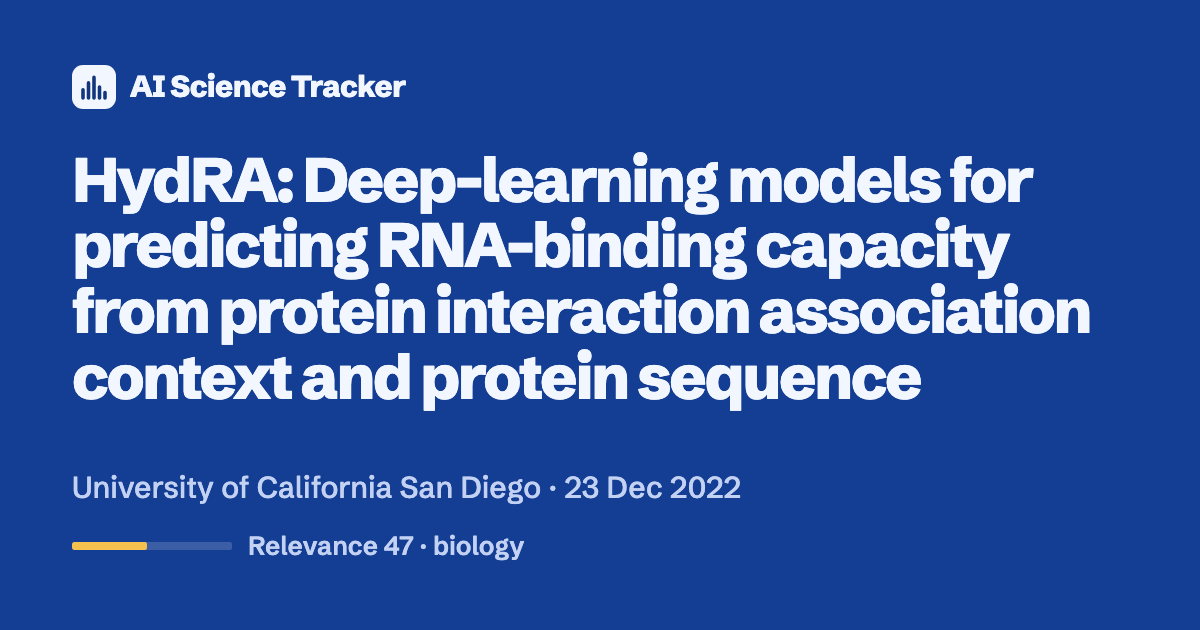 AI Science Tracker
HydRA: Deep-learning models for
predicting RNA-binding capacity
from protein interaction association
context and protein sequence
University of California San Diego · 23 Dec 2022
Relevance 47 · biology